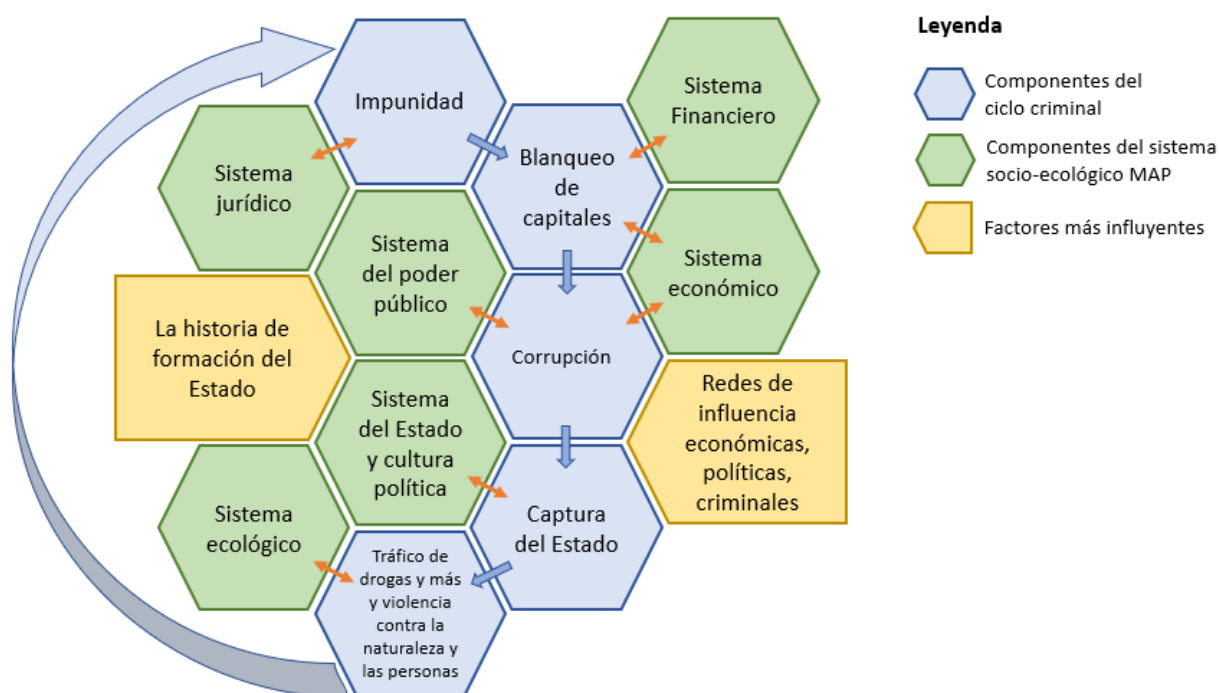 Leyenda
Componentes del
ciclo criminal
Componentes del sistema
socio-ecológico MAP
Factores más influyentes
Impunidad
Sistema
Financiero
Sistema
jurídico
Blanqueo
de
capitales
Sistema
del poder
público
Sistema
económico
La historia de
formación del
Estado
Corrupción
Redes de
influencia
económicas,
políticas,
criminales
Sistema
del Estado
y cultura
política
Sistema
ecológico
Captura
del Estado
Tráfico de
drogas y más
y violencia
contra la
naturaleza y
las personas